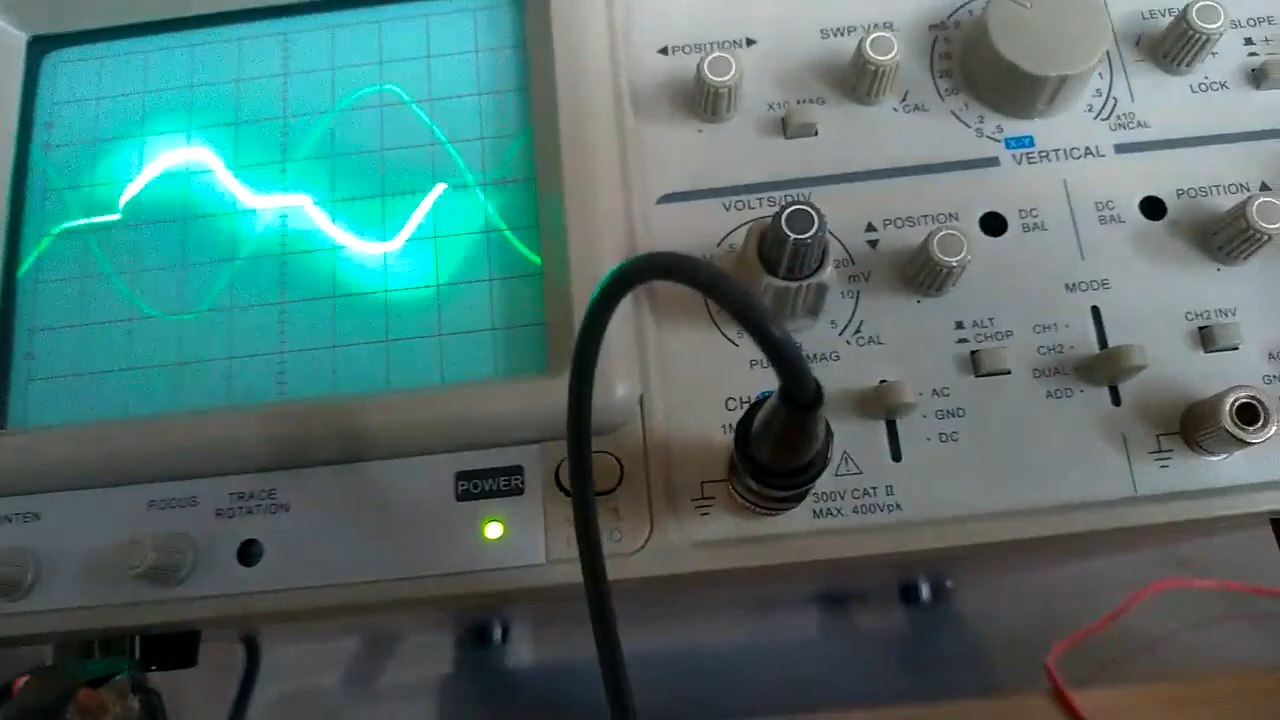 ◄POSITION►
SWP VAR
LEVEL
SLOPE
X10 MAG
CAL
LOCK
X10
UNCAL
X-Y
VERTICAL
VOLTS/DIV
▲ POSITION
▼
DC
BAL
DC
BAL
POSITION ▲
20
mV
10
5
5
CAL
MODE
ALT
CHOP
CH1
CH2
DUAL
ADD
CH2 INV
AC
GND
DC
300V CAT II
MAX. 400Vpk
POWER
FOCUS
TRACE
ROTATION